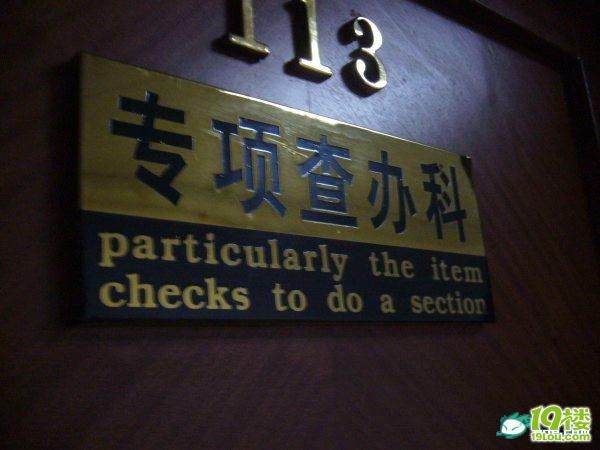 113
专项查办科
particularly the item
checks to do a section
19楼
19lou.com